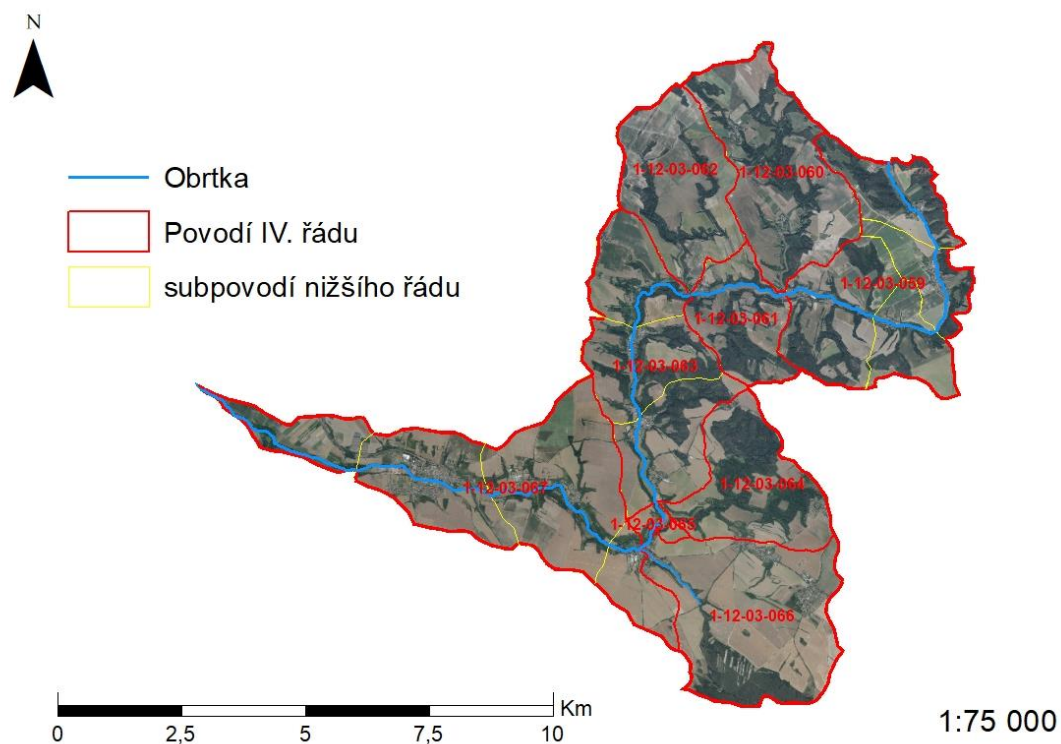 N
Obrtka
Povodí IV. řádu
subpovodí nižšího řádu
1-12-03-062
1-12-03-060
1-12-03-059
1-12-03-061
1-12-03-063
1-12-03-064
1-12-03-067
1-12-03-065
1-12-03-066
Km
0 2,5 5 7,5 10
1:75 000